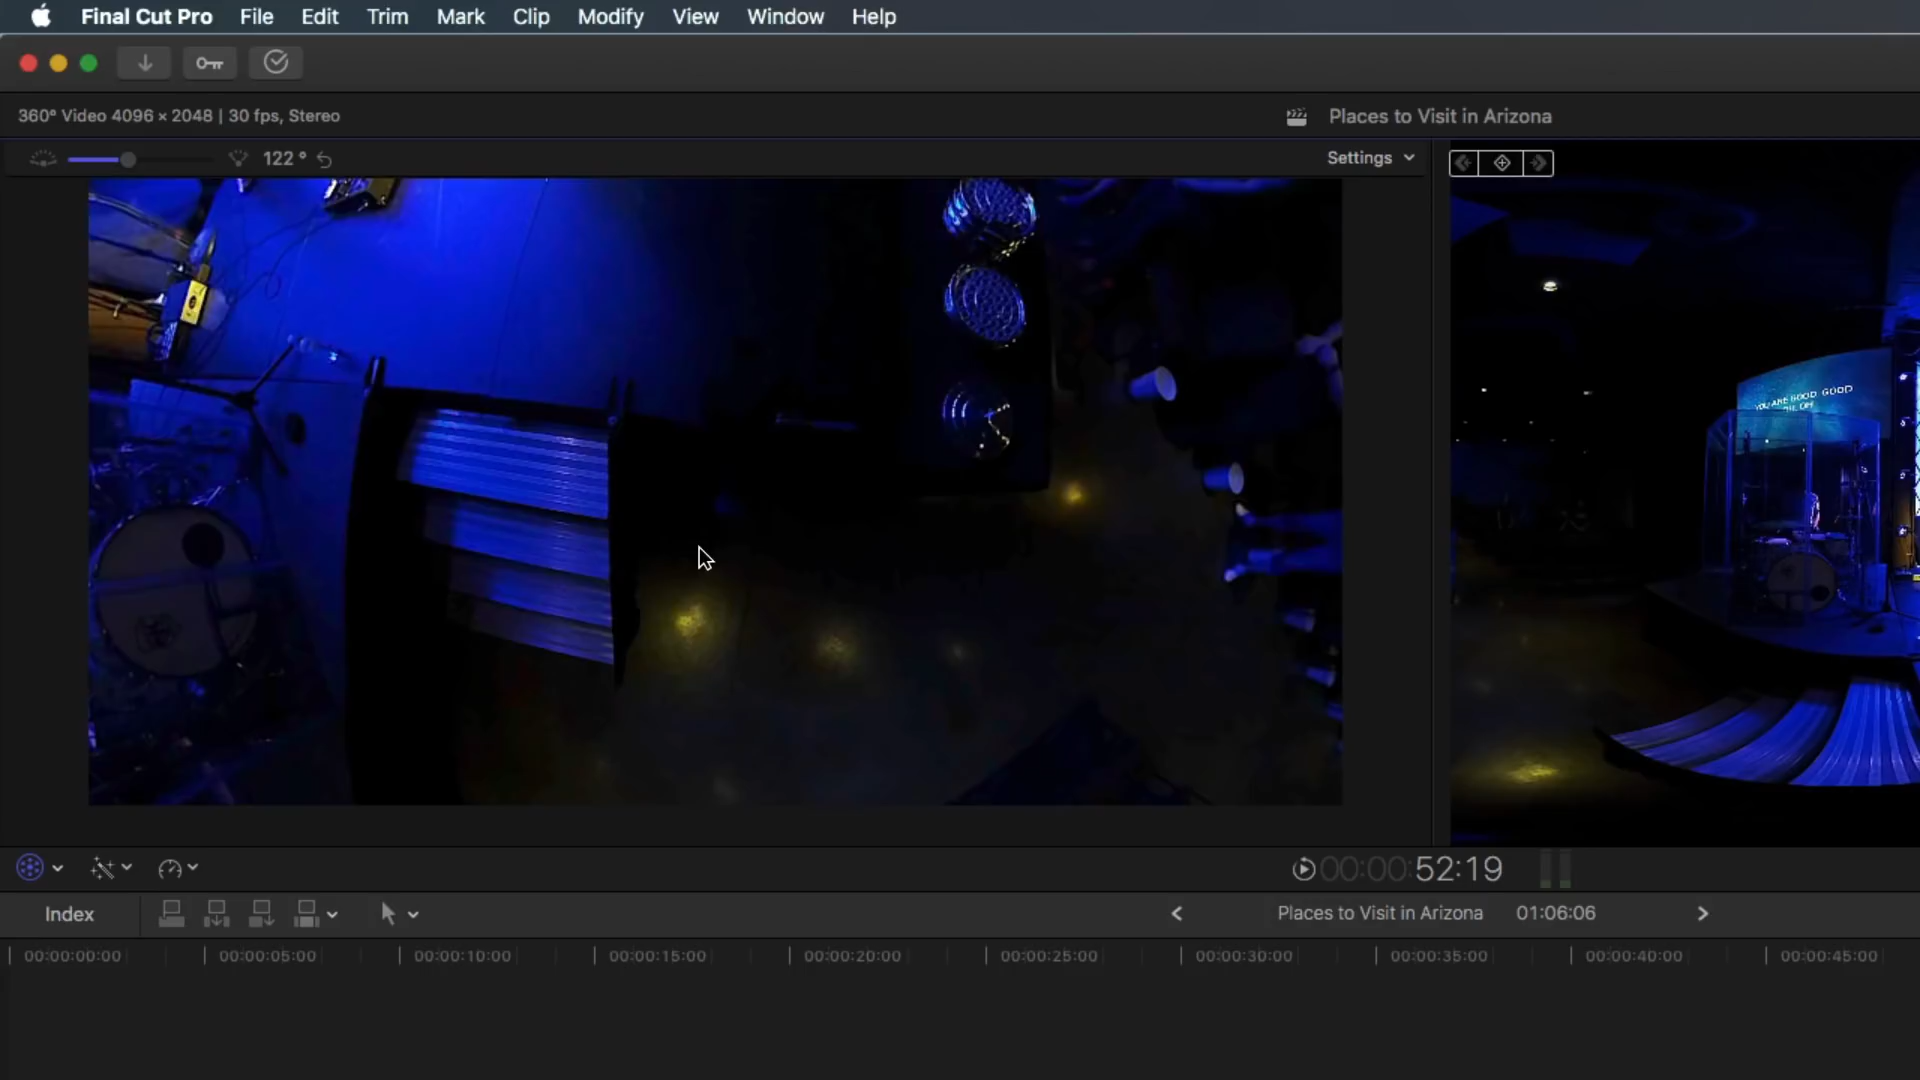 Final Cut Pro File Edit Trim Mark Clip Modify View Window Help
360° Video 4096 × 2048 | 30 fps, Stereo
Places to Visit in Arizona
122 °
Settings
YOU ARE GOOD GOOD
00:00:52:19
Index
Places to Visit in Arizona 01:06:06
00:00:00:00 00:00:05:00 00:00:10:00 00:00:15:00 00:00:20:00 00:00:25:00 00:00:30:00 00:00:35:00 00:00:40:00 00:00:45:00